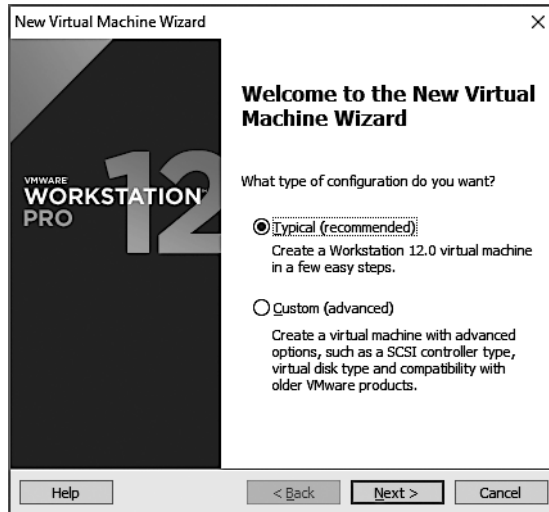 New Virtual Machine Wizard
VMWARE
WORKSTATION™
PRO
12
Welcome to the New Virtual
Machine Wizard
What type of configuration do you want?
Typical (recommended)
Create a Workstation 12.0 virtual machine
in a few easy steps.
Custom (advanced)
Create a virtual machine with advanced
options, such as a SCSI controller type,
virtual disk type and compatibility with
older VMware products.
Help
< Back
Next >
Cancel